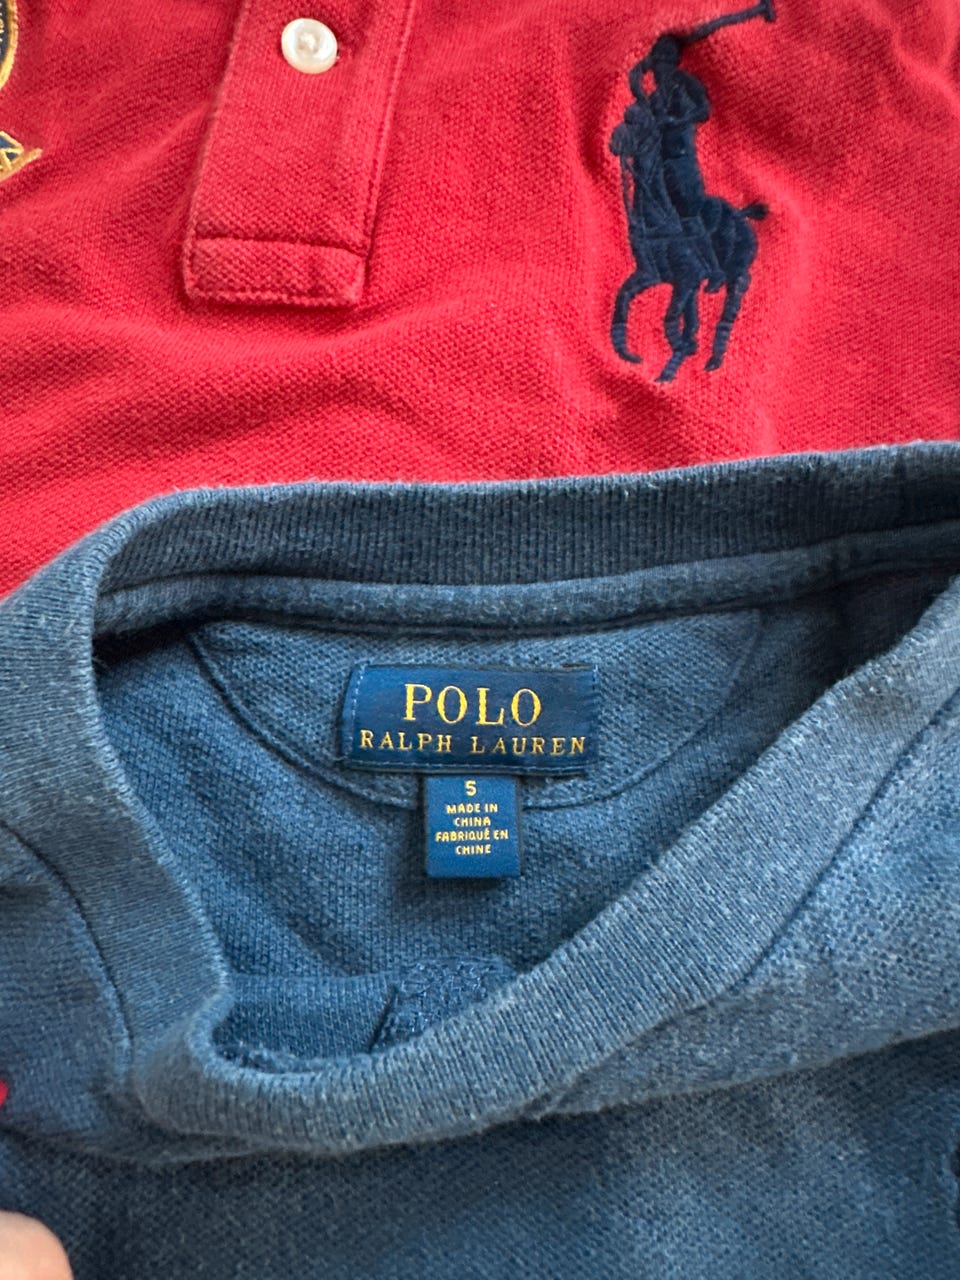 POLO
RALPH LAUREN
5
MADE IN
CHINA
FABRIQUÉ EN
CHINE